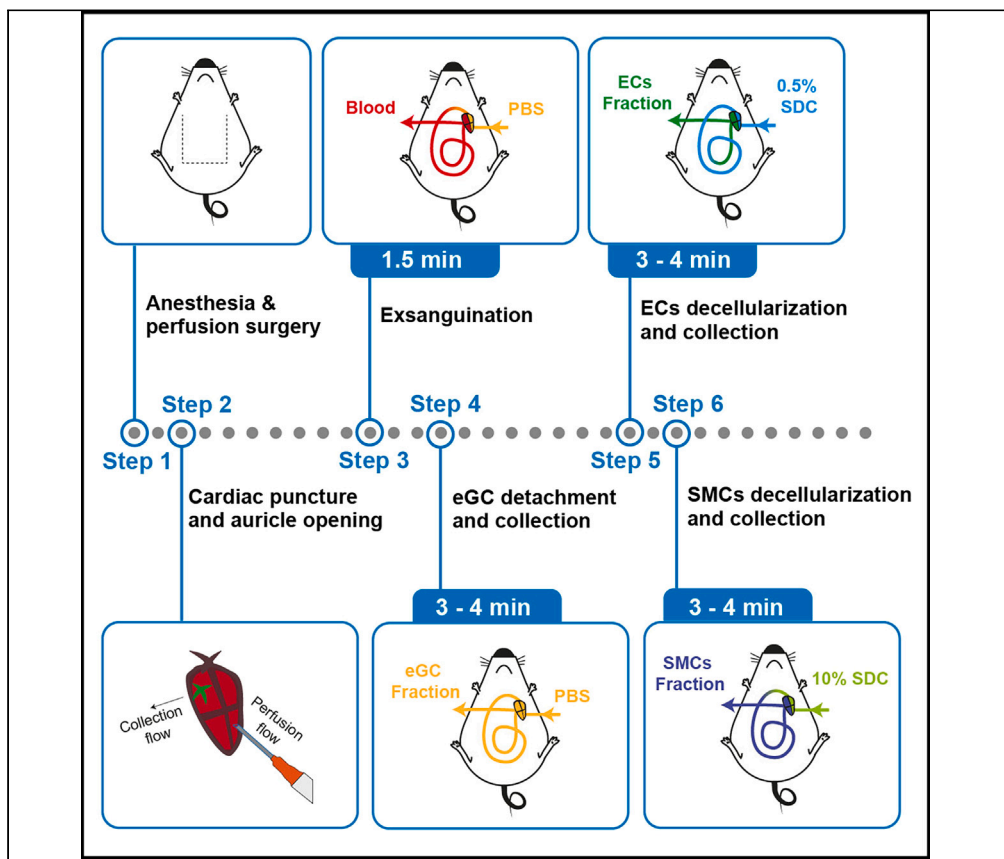 Blood
PBS
ECs
Fraction
0.5%
SDC
1.5 min
3 - 4 min
Anesthesia &
perfusion surgery
Exsanguination
ECs decellularization
and collection
Step 2
Step 4
Step 6
Step 1
Step 3
Step 5
Cardiac puncture
and auricle opening
eGC detachment
and collection
SMCs decellularization
and collection
3 - 4 min
3 - 4 min
Collection
flow
Perfusion
flow
eGC
Fraction
PBS
SMCs
Fraction
10% SDC